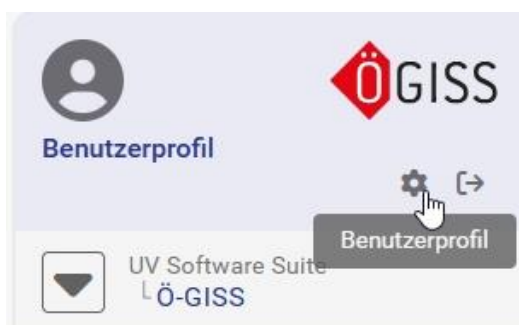 ÖGISS
Benutzerprofil
Benutzerprofil
UV Software Suite
Ö-GISS